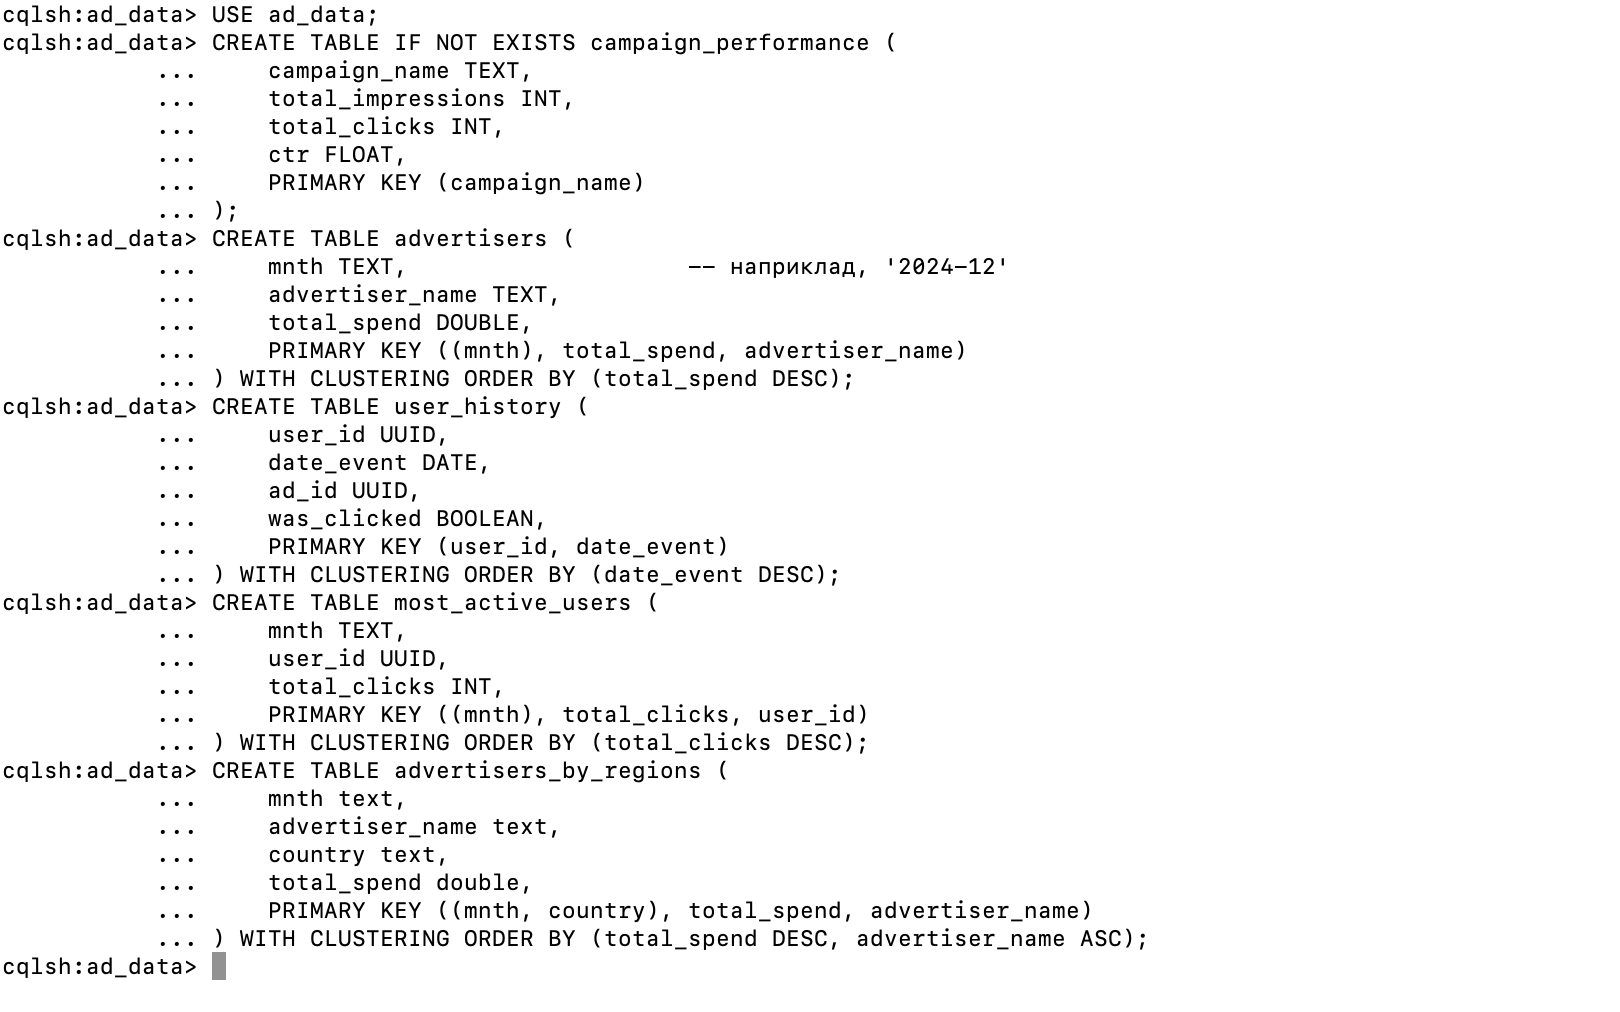 cqlsh:ad_data> USE ad_data;
cqlsh:ad_data> CREATE TABLE IF NOT EXISTS campaign_performance (
           ...     campaign_name TEXT,
           ...     total_impressions INT,
           ...     total_clicks INT,
           ...     ctr FLOAT,
           ...     PRIMARY KEY (campaign_name)
           ... );
cqlsh:ad_data> CREATE TABLE advertisers (
           ...     mnth TEXT,                    -- наприклад, '2024-12'
           ...     advertiser_name TEXT,
           ...     total_spend DOUBLE,
           ...     PRIMARY KEY ((mnth), total_spend, advertiser_name)
           ... ) WITH CLUSTERING ORDER BY (total_spend DESC);
cqlsh:ad_data> CREATE TABLE user_history (
           ...     user_id UUID,
           ...     date_event DATE,
           ...     ad_id UUID,
           ...     was_clicked BOOLEAN,
           ...     PRIMARY KEY (user_id, date_event)
           ... ) WITH CLUSTERING ORDER BY (date_event DESC);
cqlsh:ad_data> CREATE TABLE most_active_users (
           ...     mnth TEXT,
           ...     user_id UUID,
           ...     total_clicks INT,
           ...     PRIMARY KEY ((mnth), total_clicks, user_id)
           ... ) WITH CLUSTERING ORDER BY (total_clicks DESC);
cqlsh:ad_data> CREATE TABLE advertisers_by_regions (
           ...     mnth text,
           ...     advertiser_name text,
           ...     country text,
           ...     total_spend double,
           ...     PRIMARY KEY ((mnth, country), total_spend, advertiser_name)
           ... ) WITH CLUSTERING ORDER BY (total_spend DESC, advertiser_name ASC);
cqlsh:ad_data>